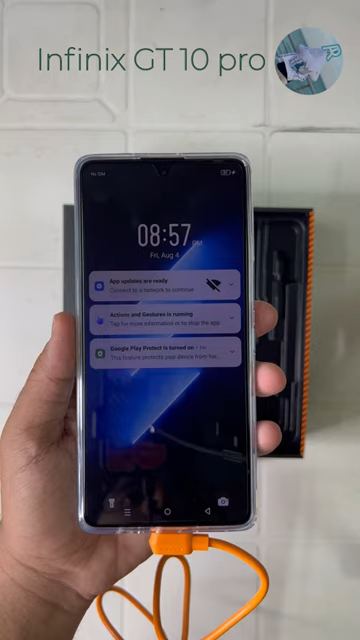 Infinix GT 10 pro
No SIM
08:57 PM
Fri, Aug 4
App updates are ready
Connect to a network to continue
Actions and Gestures is running
Tap for more information or to stop the app
Google Play Protect is turned on
This feature protects your device from har...